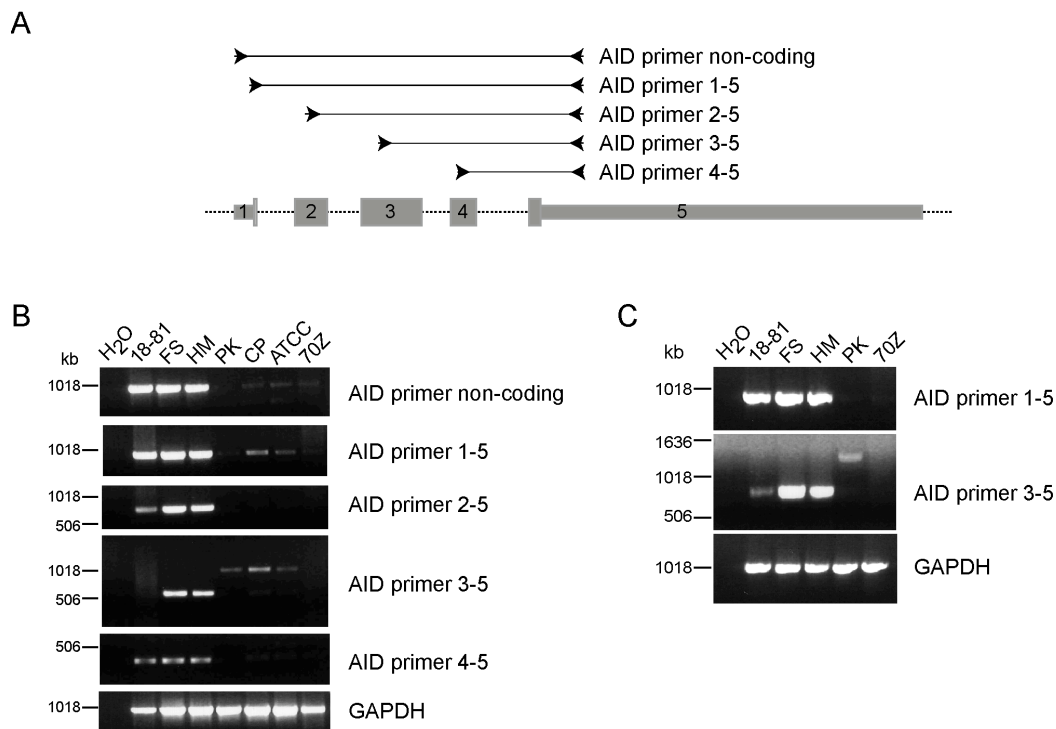 A
AID primer non-coding
AID primer 1-5
AID primer 2-5
AID primer 3-5
AID primer 4-5
1 2 3 4 5
B
kb H2O 18-81 FS HM PK CP ATCC 70Z
1018 AID primer non-coding
1018 AID primer 1-5
1018
506
AID primer 2-5
1018
506
AID primer 3-5
506
AID primer 4-5
1018 GAPDH
C
kb H2O 18-81 FS HM PK 70Z
1018 AID primer 1-5
1636
1018
506
AID primer 3-5
1018 GAPDH